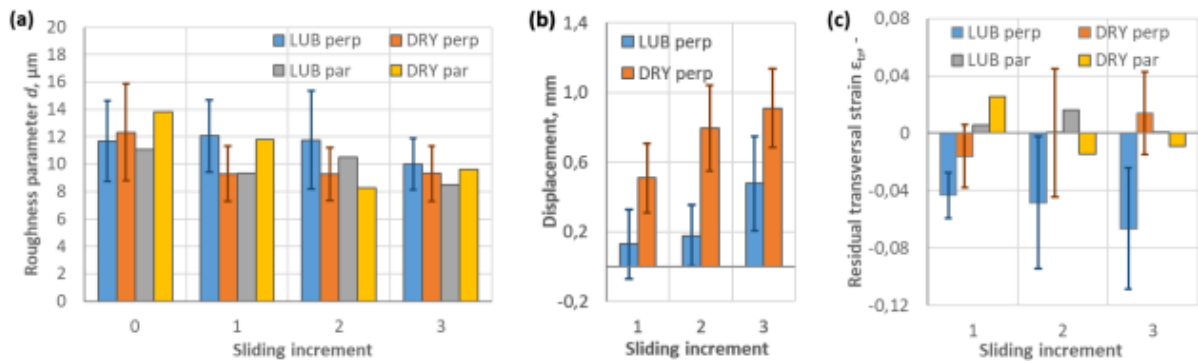 (a)
Roughness parameter d, µm
20
18
16
14
12
10
8
6
4
2
0
LUB perp
DRY perp
LUB par
DRY par
0
1
2
3
Sliding increment
(b)
Displacement, mm
1,4
1,0
0,6
0,2
-0,2
LUB perp
DRY perp
1
2
3
Sliding increment
(c)
Residual transversal strain ε_tr, -
0,08
0,04
0
-0,04
-0,08
-0,12
LUB perp
DRY perp
LUB par
DRY par
1
2
3
Sliding increment